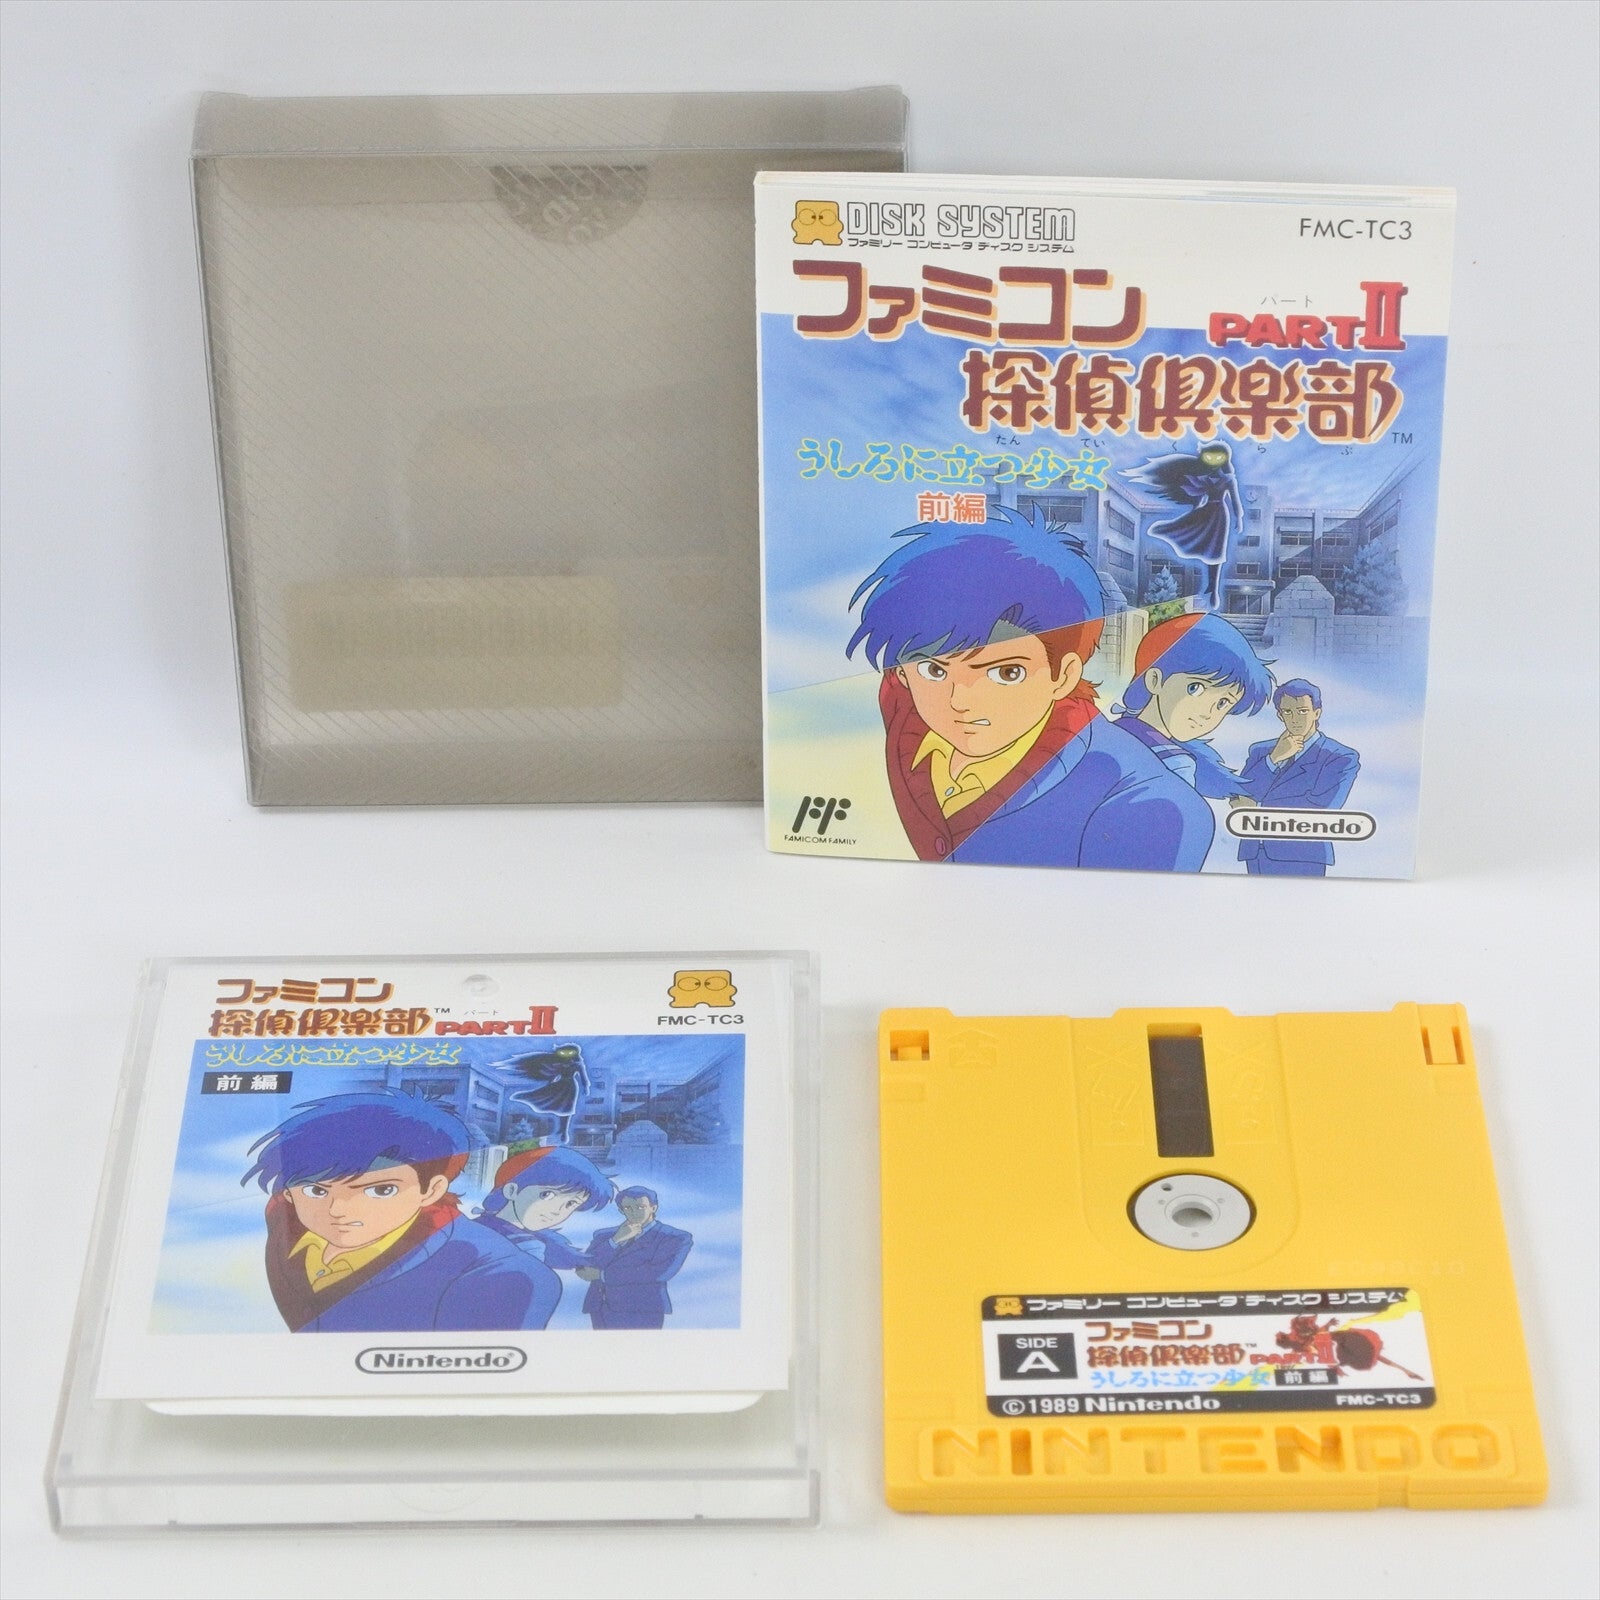 DISK SYSTEM
ファミリー コンピュータ ディスク システム
FMC-TC3
ファミコン
パート
PART II
探偵倶楽部™
たん てい く ら ぶ
うしろに立つ少女
前編
FAMICOM FAMILY
Nintendo
ファミコン
探偵倶楽部™ PART II
パート
FMC-TC3
うしろに立つ少女
前編
Nintendo
ファミリー コンピュータ ディスク システム
SIDE
A
ファミコン
探偵倶楽部™ PART II
うしろに立つ少女 前編
©1989 Nintendo
FMC-TC3
NINTENDO